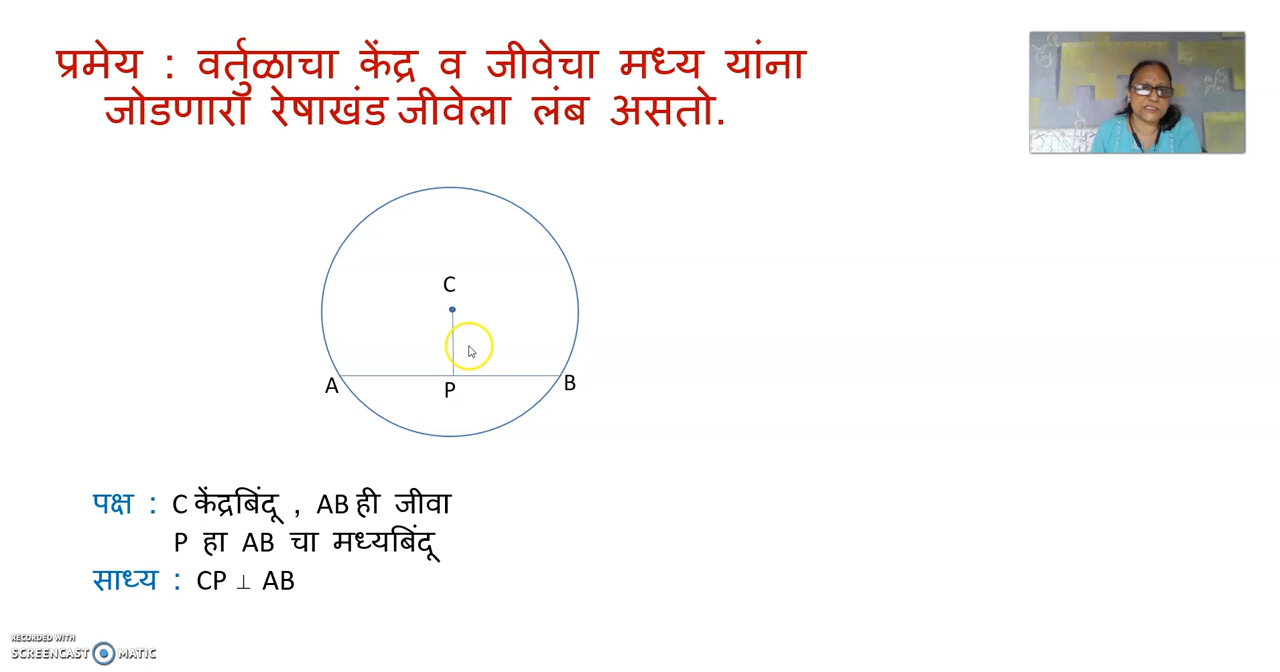 प्रमेय : वर्तुळाचा केंद्र व जीवेचा मध्य यांना
जोडणारा रेषाखंड जीवेला लंब असतो.
C
A
P
B
पक्ष : C केंद्रबिंदू , AB ही जीवा
P हा AB चा मध्यबिंदू
साध्य : CP ⊥ AB
RECORDED WITH
SCREENCAST MATIC